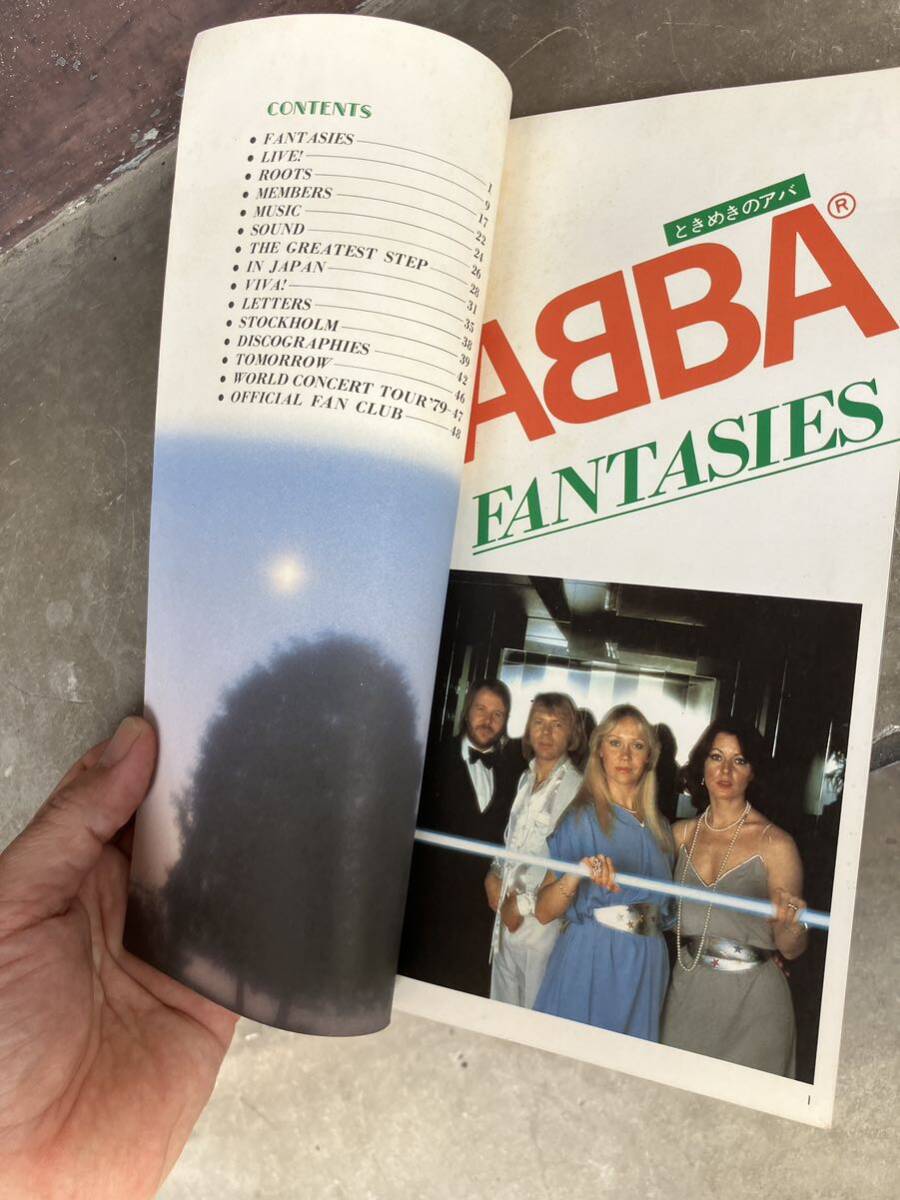 CONTENTS
• FANTASIES 1
• LIVE! 9
• ROOTS 17
• MEMBERS 22
• MUSIC 24
• SOUND 26
• THE GREATEST STEP 28
• IN JAPAN 31
• VIVA! 35
• LETTERS 38
• STOCKHOLM 39
• DISCOGRAPHIES 42
• TOMORROW 46
• WORLD CONCERT TOUR'79 47
• OFFICIAL FAN CLUB 48
ときめきのアバ
ABBA®
FANTASIES
1